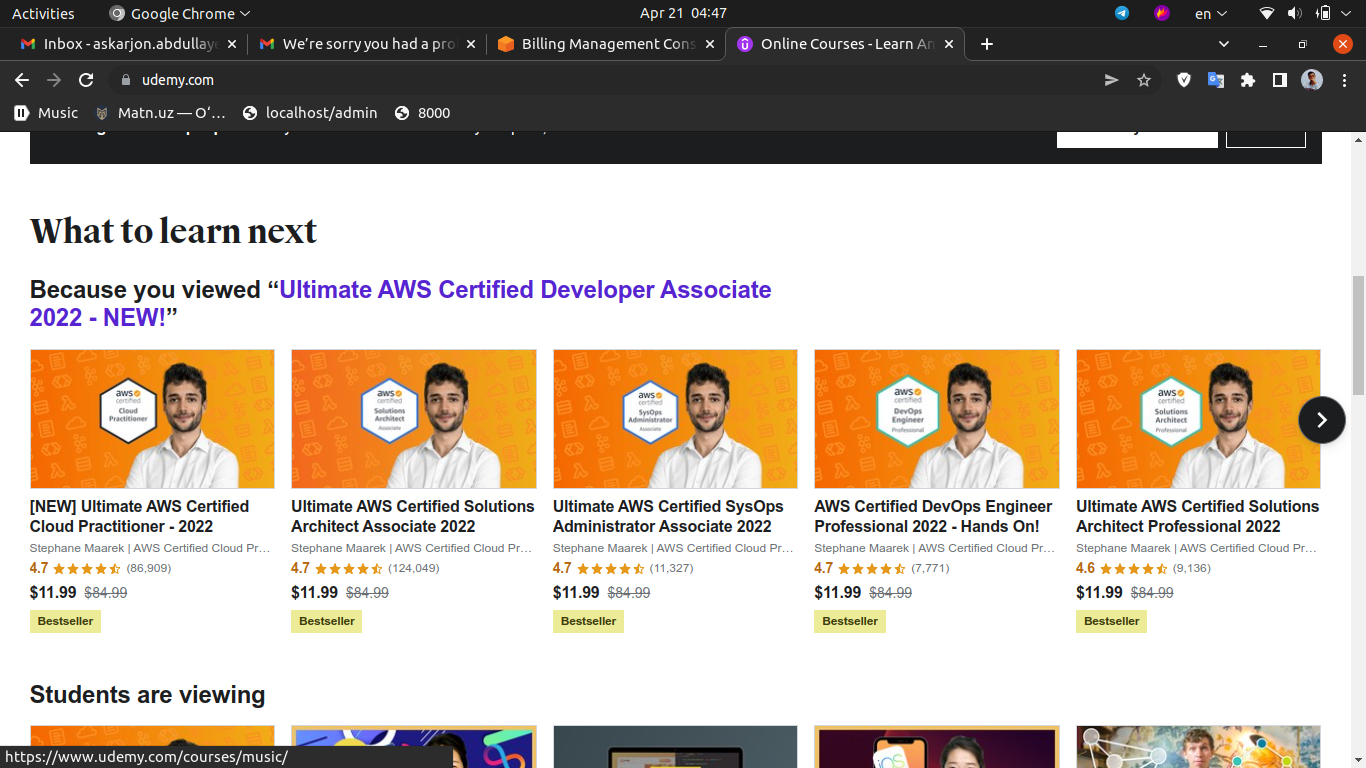 Activities
Google Chrome
Apr 21 04:47
en
Inbox - askarjon.abdullaye
We're sorry you had a pro
Billing Management Cons
Online Courses - Learn An
udemy.com
Music
Matn.uz — O‘…
localhost/admin
8000
What to learn next
Because you viewed “Ultimate AWS Certified Developer Associate
2022 - NEW!”
aws certified Cloud Practitioner
aws certified Solutions Architect Associate
aws certified SysOps Administrator Associate
aws certified DevOps Engineer Professional
aws certified Solutions Architect Professional
[NEW] Ultimate AWS Certified
Cloud Practitioner - 2022
Stephane Maarek | AWS Certified Cloud Pr…
4.7 (86,909)
$11.99 $84.99
Bestseller
Ultimate AWS Certified Solutions
Architect Associate 2022
Stephane Maarek | AWS Certified Cloud Pr…
4.7 (124,049)
$11.99 $84.99
Bestseller
Ultimate AWS Certified SysOps
Administrator Associate 2022
Stephane Maarek | AWS Certified Cloud Pr…
4.7 (11,327)
$11.99 $84.99
Bestseller
AWS Certified DevOps Engineer
Professional 2022 - Hands On!
Stephane Maarek | AWS Certified Cloud Pr…
4.7 (7,771)
$11.99 $84.99
Bestseller
Ultimate AWS Certified Solutions
Architect Professional 2022
Stephane Maarek | AWS Certified Cloud Pr…
4.6 (9,136)
$11.99 $84.99
Bestseller
Students are viewing
iOS
https://www.udemy.com/courses/music/